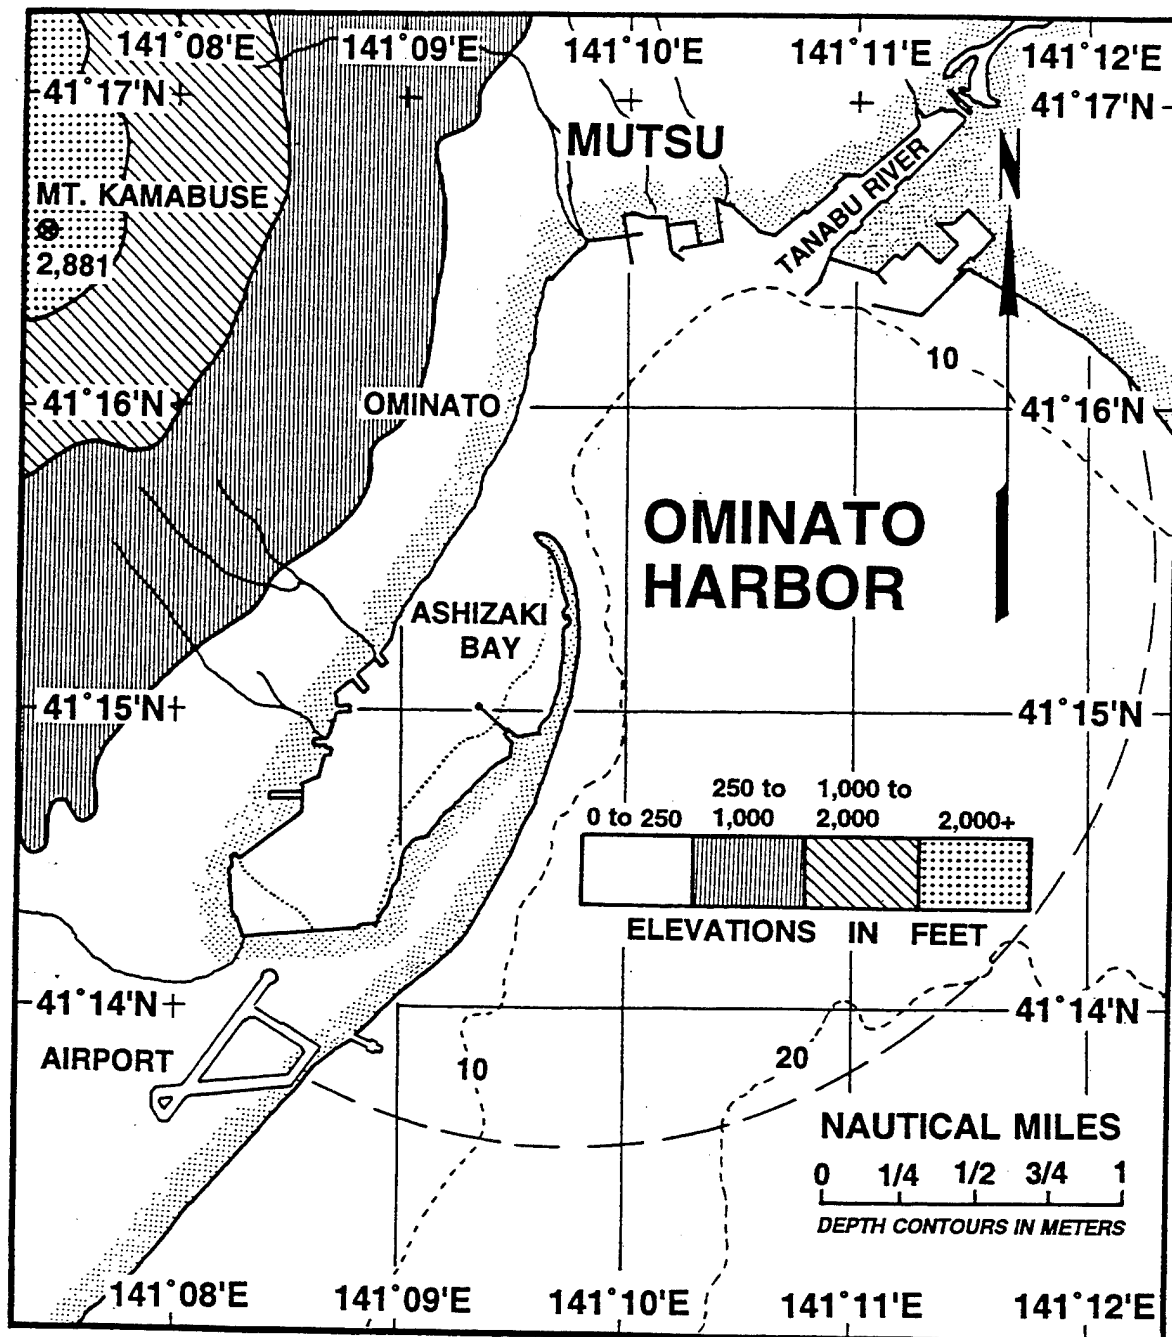 141°08'E 141°09'E 141°10'E 141°11'E 141°12'E
41°17'N 41°17'N
MUTSU
N
TANABU RIVER
MT. KAMABUSE
2,881
10
41°16'N OMINATO 41°16'N
OMINATO
HARBOR
ASHIZAKI
BAY
41°15'N 41°15'N
0 to 250
250 to
1,000
1,000 to
2,000
2,000+
ELEVATIONS IN FEET
41°14'N 41°14'N
AIRPORT
10
20
NAUTICAL MILES
0 1/4 1/2 3/4 1
DEPTH CONTOURS IN METERS
141°08'E 141°09'E 141°10'E 141°11'E 141°12'E